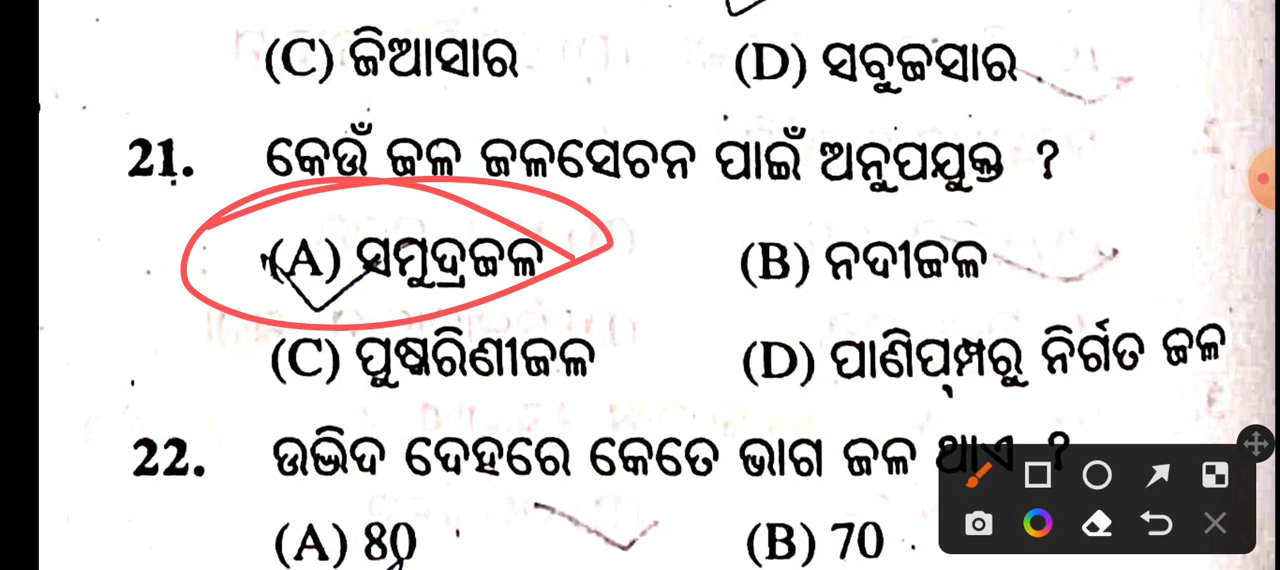 (C) ଜିଆସାର (D) ସବୁଜସାର
21. କେଉଁ ଜଳ ଜଳସେଚନ ପାଇଁ ଅନୁପଯୁକ୍ତ ?
(A) ସମୁଦ୍ରଜଳ (B) ନଦୀଜଳ
(C) ପୁଷ୍କରିଣୀଜଳ (D) ପାଣିପମ୍ପରୁ ନିର୍ଗତ ଜଳ
22. ଉଦ୍ଭିଦ ଦେହରେ କେତେ ଭାଗ ଜଳ ଥାଏ ?
(A) 80 (B) 70